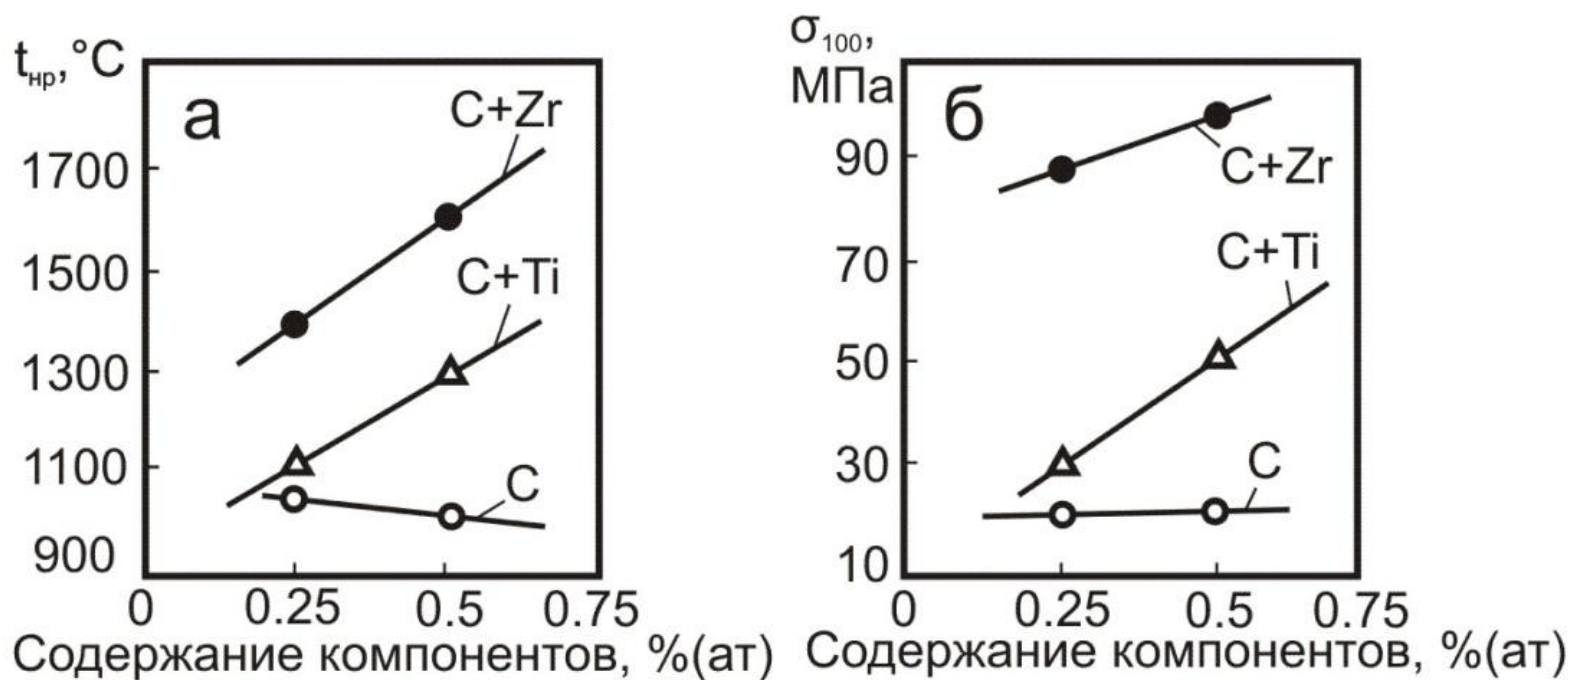 tнр, °C
а
C+Zr
1700
1500
C+Ti
1300
1100
C
900
0 0.25 0.5 0.75
Содержание компонентов, %(ат)
σ100,
МПа
б
90
C+Zr
70
C+Ti
50
30
C
10
0 0.25 0.5 0.75
Содержание компонентов, %(ат)